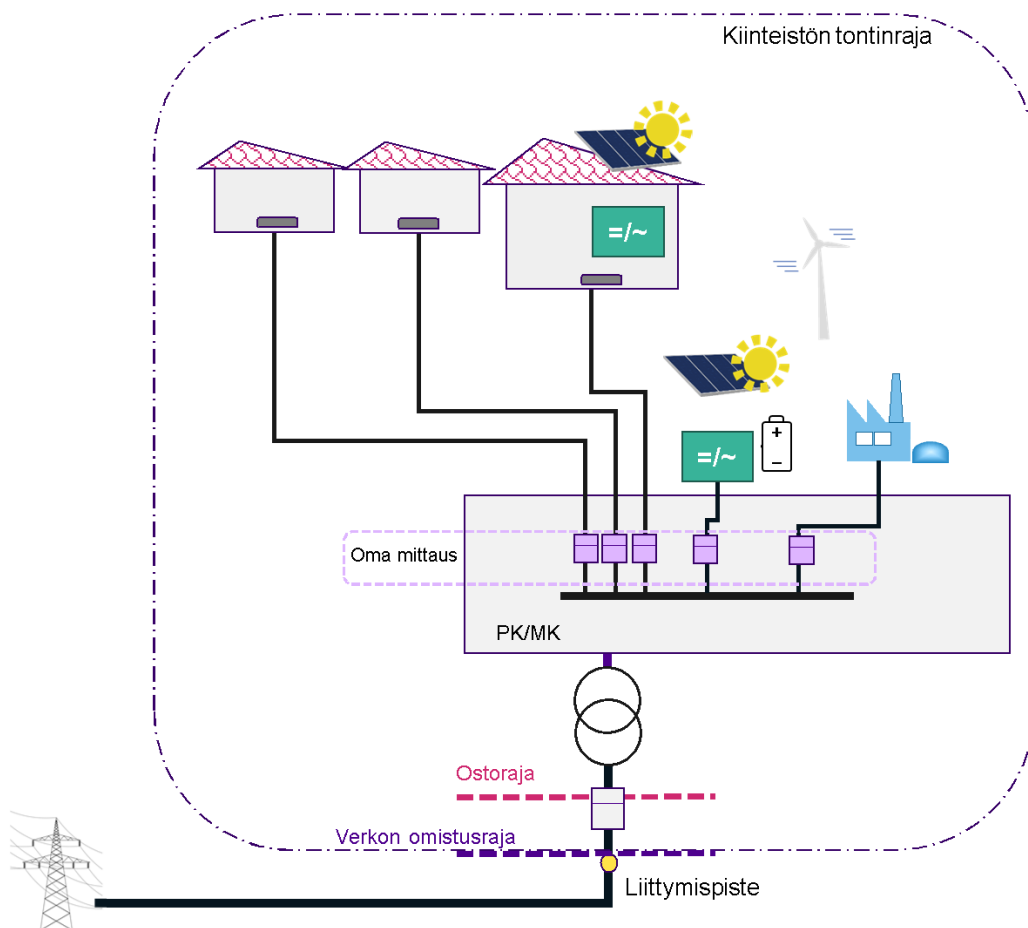 Kiinteistön tontinraja
=/~
=/~
+
−
Oma mittaus
PK/MK
Ostoraja
Verkon omistusraja
Liittymispiste